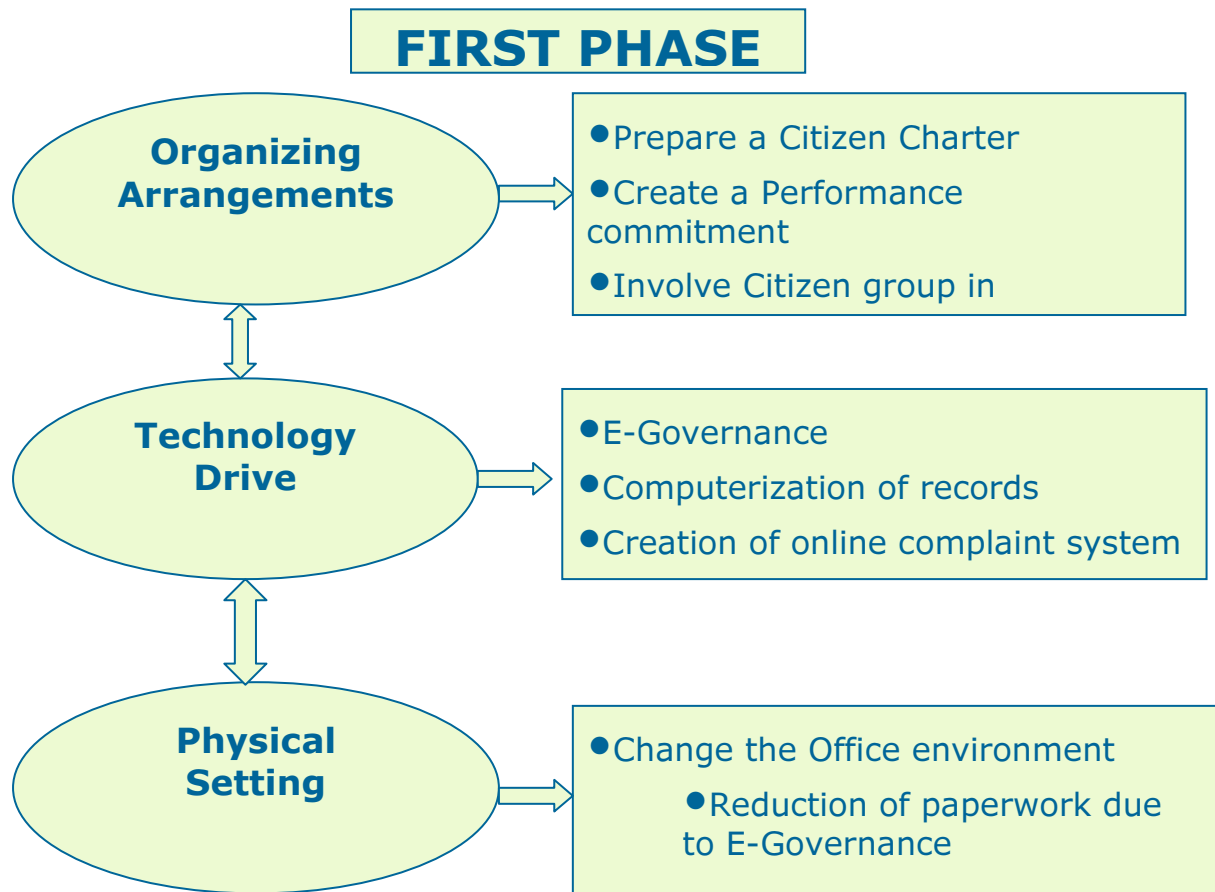 FIRST PHASE
Organizing
Arrangements
●Prepare a Citizen Charter
●Create a Performance
commitment
●Involve Citizen group in
Technology
Drive
●E-Governance
●Computerization of records
●Creation of online complaint system
Physical
Setting
●Change the Office environment
●Reduction of paperwork due
to E-Governance